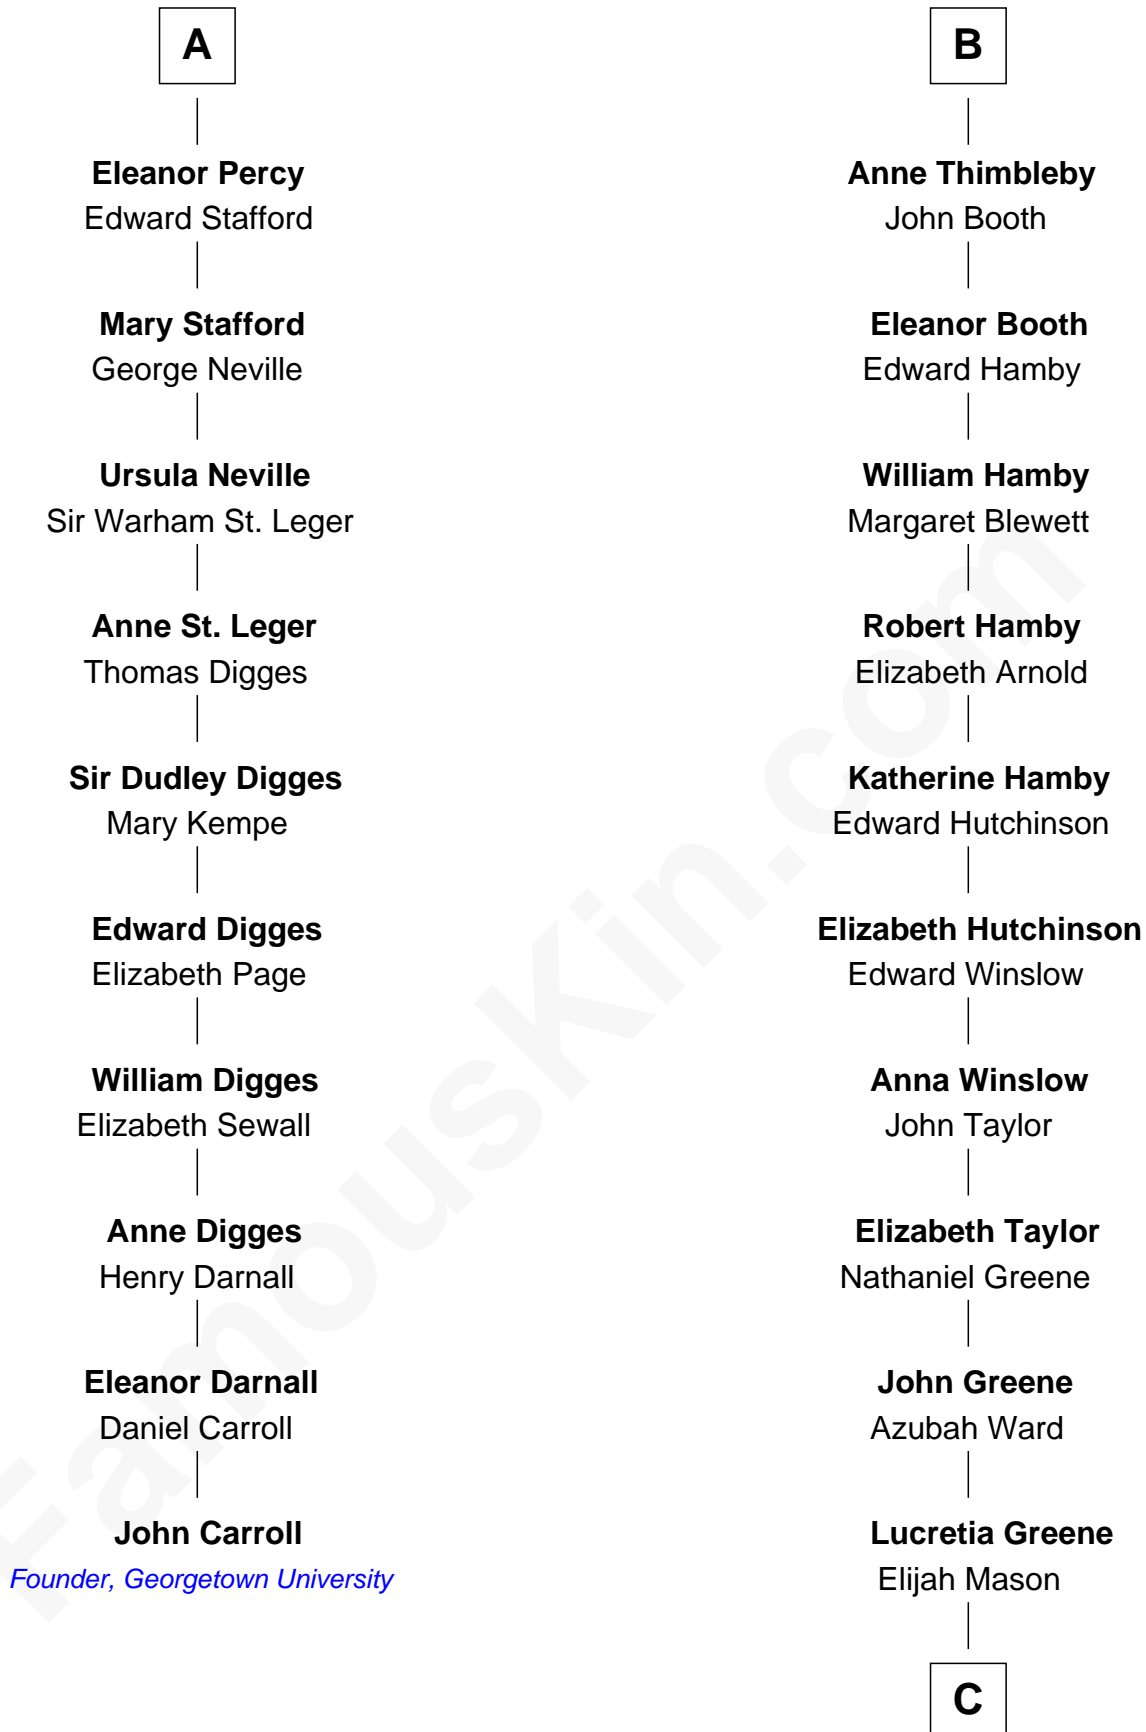 A
Eleanor Percy
Edward Stafford
Mary Stafford
George Neville
Ursula Neville
Sir Warham St. Leger
Anne St. Leger
Thomas Digges
Sir Dudley Digges
Mary Kempe
Edward Digges
Elizabeth Page
William Digges
Elizabeth Sewall
Anne Digges
Henry Darnall
Eleanor Darnall
Daniel Carroll
John Carroll
Founder, Georgetown University
B
Anne Thimbleby
John Booth
Eleanor Booth
Edward Hamby
William Hamby
Margaret Blewett
Robert Hamby
Elizabeth Arnold
Katherine Hamby
Edward Hutchinson
Elizabeth Hutchinson
Edward Winslow
Anna Winslow
John Taylor
Elizabeth Taylor
Nathaniel Greene
John Greene
Azubah Ward
Lucretia Greene
Elijah Mason
C
FamousKin.com